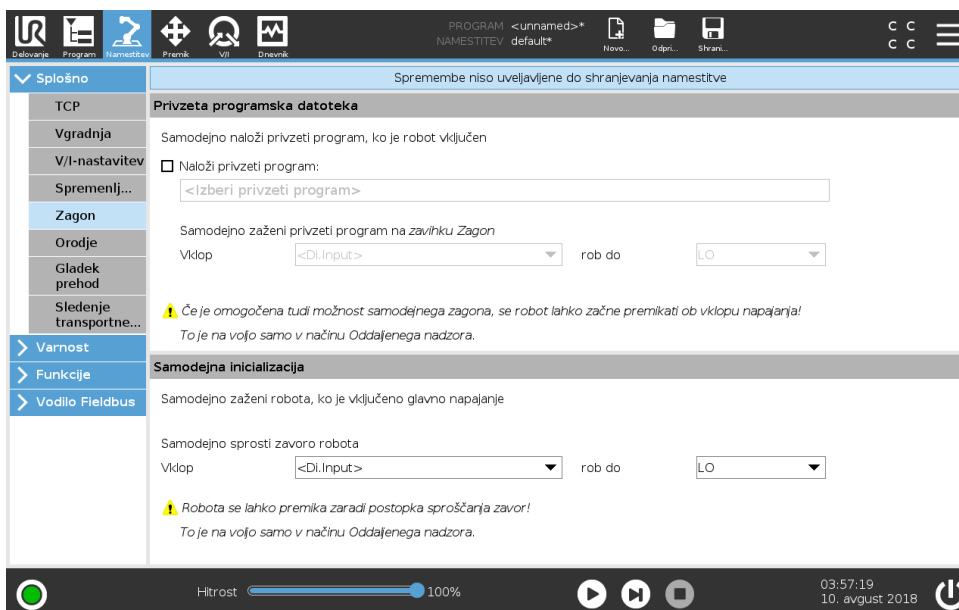 PROGRAM <unnamed>*
NAMESTITEV default*
Delovanje Program Namestitev Premik V/I Dnevnik Novo... Odpri... Shrani...
C C
C C
Splošno
TCP
Vgradnja
V/I-nastavitev
Spremenlj...
Zagon
Orodje
Gladek
prehod
Sledenje
transportne...
Varnost
Funkcije
Vodilo Fieldbus
Spremembe niso uveljavljene do shranjevanja namestitve
Privzeta programska datoteka
Samodejno naloži privzeti program, ko je robot vključen
Naloži privzeti program:
<Izberi privzeti program>
Samodejno zaženi privzeti program na zavihku Zagon
Vklop <Di.Input> rob do LO
Če je omogočena tudi možnost samodejnega zagona, se robot lahko začne premikati ob vklopu napajanja!
To je na voljo samo v načinu Oddaljenega nadzora.
Samodejna inicializacija
Samodejno zaženi robota, ko je vključeno glavno napajanje
Samodejno sprosti zavoro robota
Vklop <Di.Input> rob do LO
Robota se lahko premika zaradi postopka sproščanja zavor!
To je na voljo samo v načinu Oddaljenega nadzora.
Hitrost 100%
03:57:19
10. avgust 2018